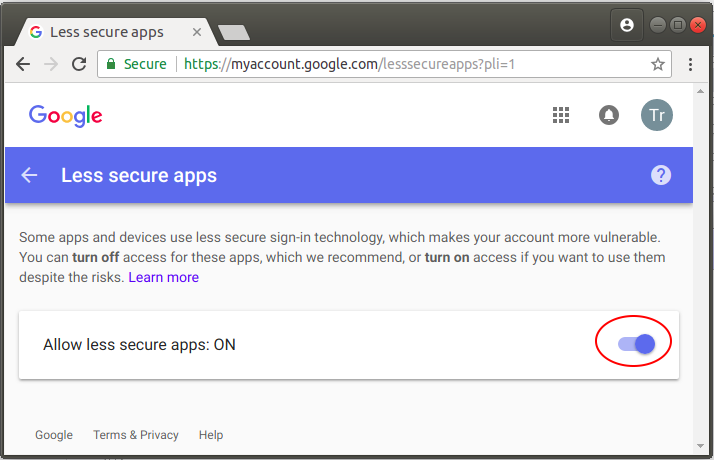 Less secure apps
Secure https://myaccount.google.com/lesssecureapps?pli=1
Google
Tr
Less secure apps
?
Some apps and devices use less secure sign-in technology, which makes your account more vulnerable.
You can turn off access for these apps, which we recommend, or turn on access if you want to use them
despite the risks. Learn more
Allow less secure apps: ON
Google Terms & Privacy Help